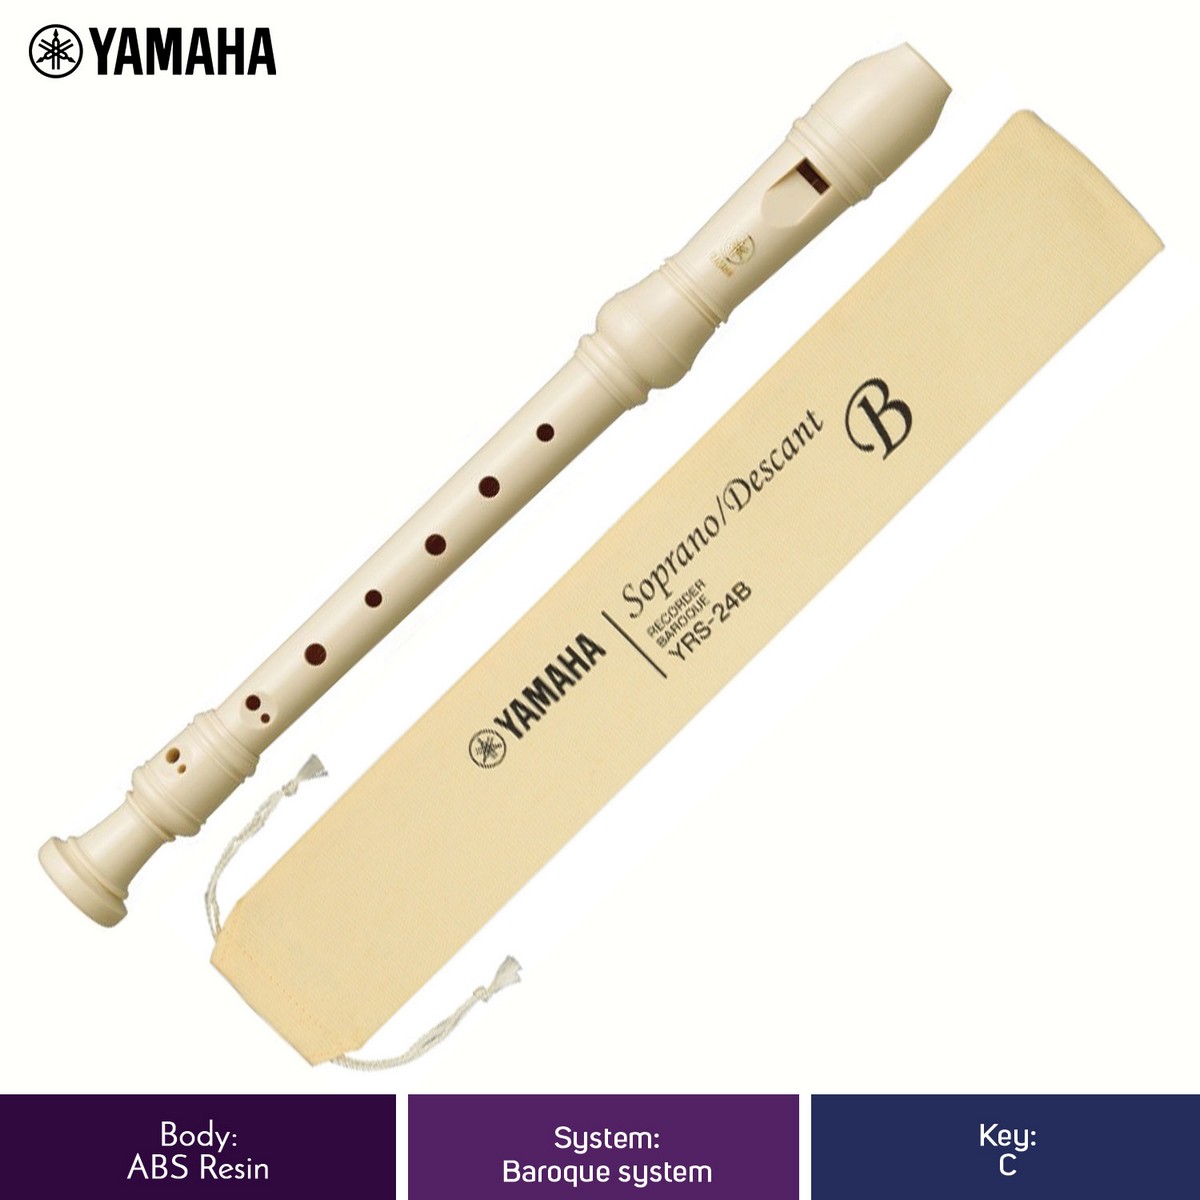 YAMAHA
B
Soprano/Descant
RECORDER
BAROQUE
YRS-24B
YAMAHA
Body:
ABS Resin
System:
Baroque system
Key:
C